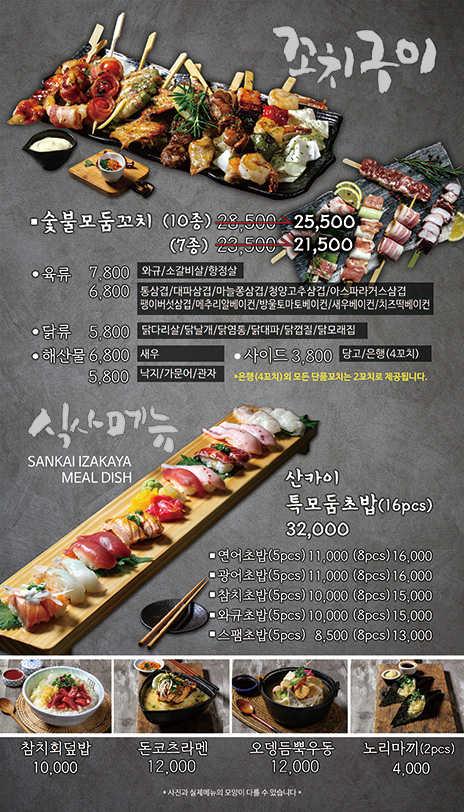 꼬치구이
▪숯불모둠꼬치 (10종) 28,500 25,500
(7종) 23,500 21,500
•육류 7,800 와규/소갈비살/항정살
6,800 통삼겹/대파삼겹/마늘쫑삼겹/청양고추삼겹/아스파라거스삼겹
팽이버섯삼겹/메추리알베이컨/방울토마토베이컨/새우베이컨/치즈떡베이컨
•닭류 5,800 닭다리살/닭날개/닭염통/닭대파/닭껍질/닭모래집
•해산물 6,800 새우
5,800 낙지/가문어/관자
•사이드 3,800 당고/은행(4꼬치)
*은행(4꼬치)외 모든 단품꼬치는 2꼬치로 제공됩니다.
식사메뉴
SANKAI IZAKAYA
MEAL DISH
산카이
특모둠초밥(16pcs)
32,000
▪연어초밥(5pcs) 11,000 (8pcs) 16,000
▪광어초밥(5pcs) 11,000 (8pcs) 16,000
▪참치초밥(5pcs) 10,000 (8pcs) 15,000
▪와규초밥(5pcs) 10,000 (8pcs) 15,000
▪스팸초밥(5pcs) 8,500 (8pcs) 13,000
참치회덮밥
10,000
돈코츠라멘
12,000
오뎅듬뿍우동
12,000
노리마끼(2pcs)
4,000
* 사진과 실제메뉴의 모양이 다를 수 있습니다 *